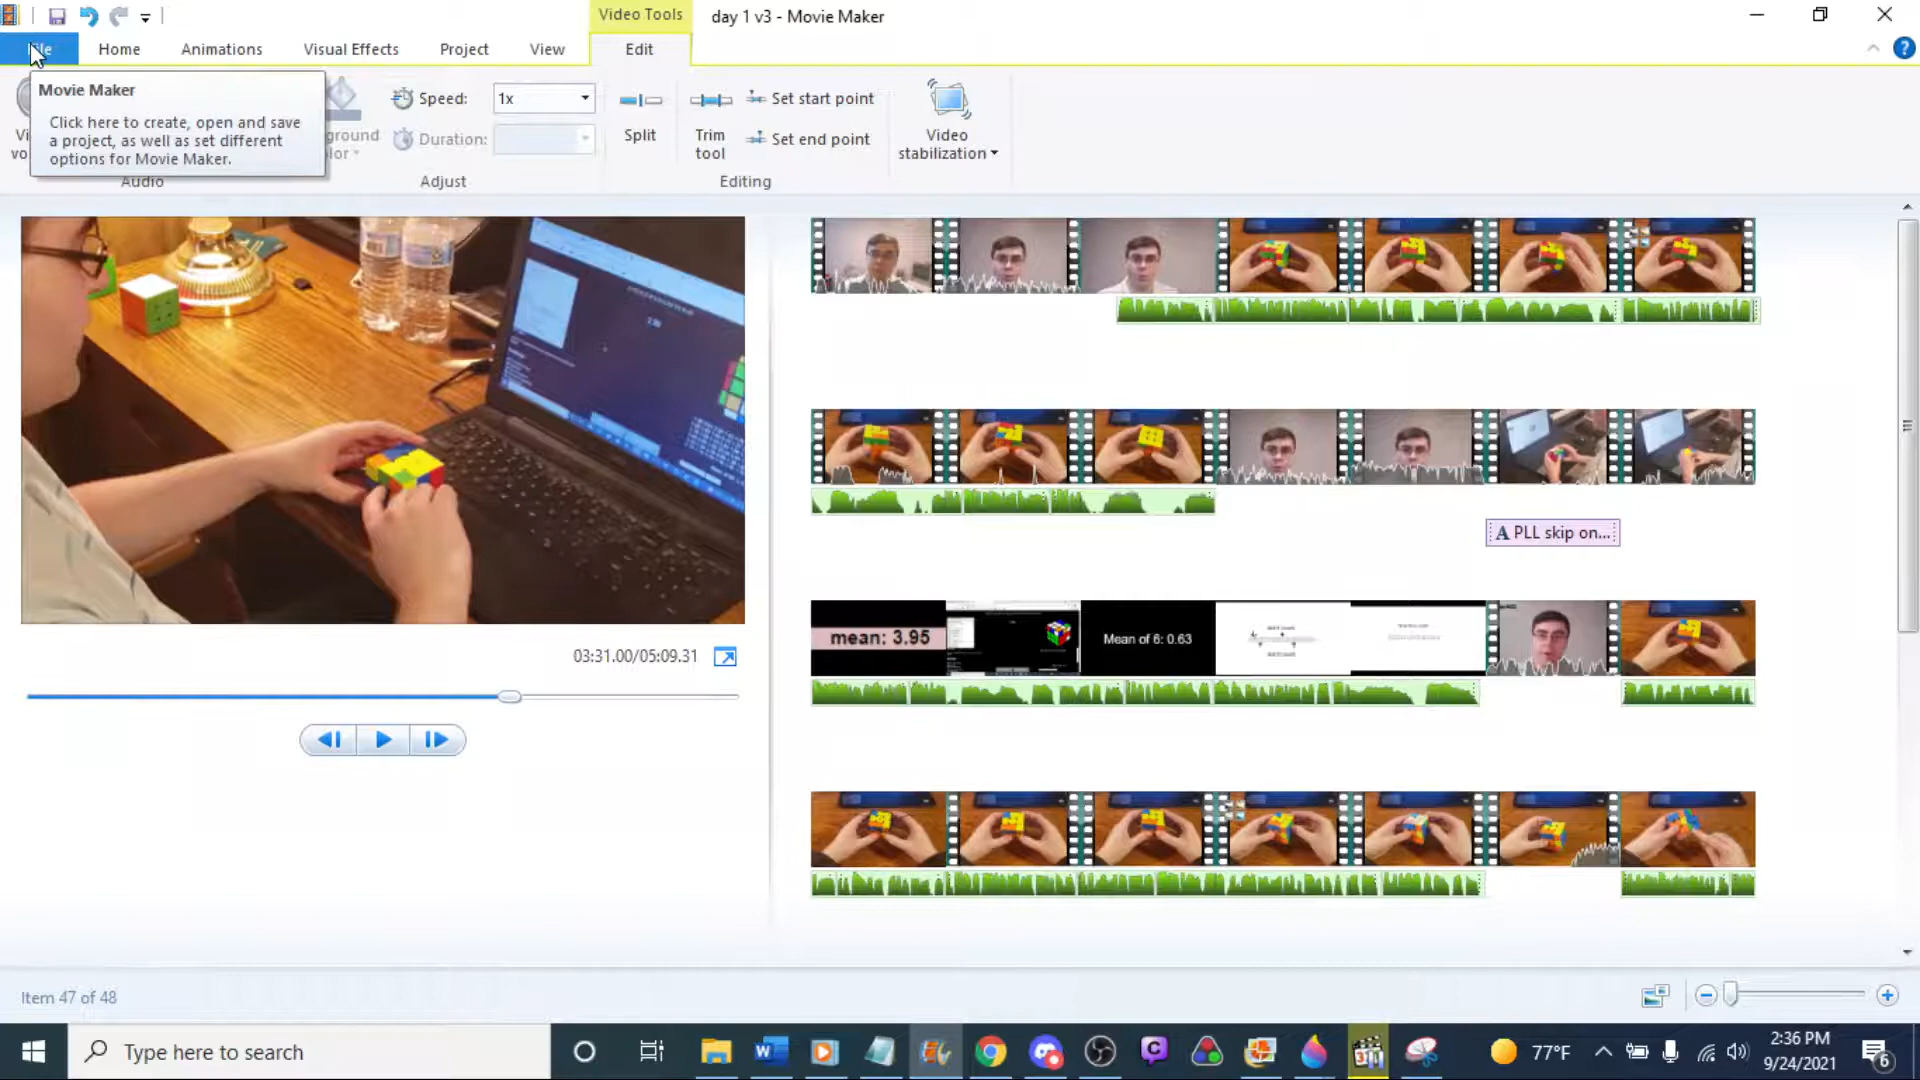 Video Tools
day 1 v3 - Movie Maker
Home
Animations
Visual Effects
Project
View
Edit
Movie Maker
Click here to create, open and save
a project, as well as set different
options for Movie Maker.
Speed:
1x
Duration:
Split
Trim
tool
Set start point
Set end point
Video
stabilization
Audio
Adjust
Editing
PLL skip on...
mean: 3.95
Mean of 6: 0.63
03:31.00/05:09.31
Item 47 of 48
Type here to search
77°F
2:36 PM
9/24/2021
6